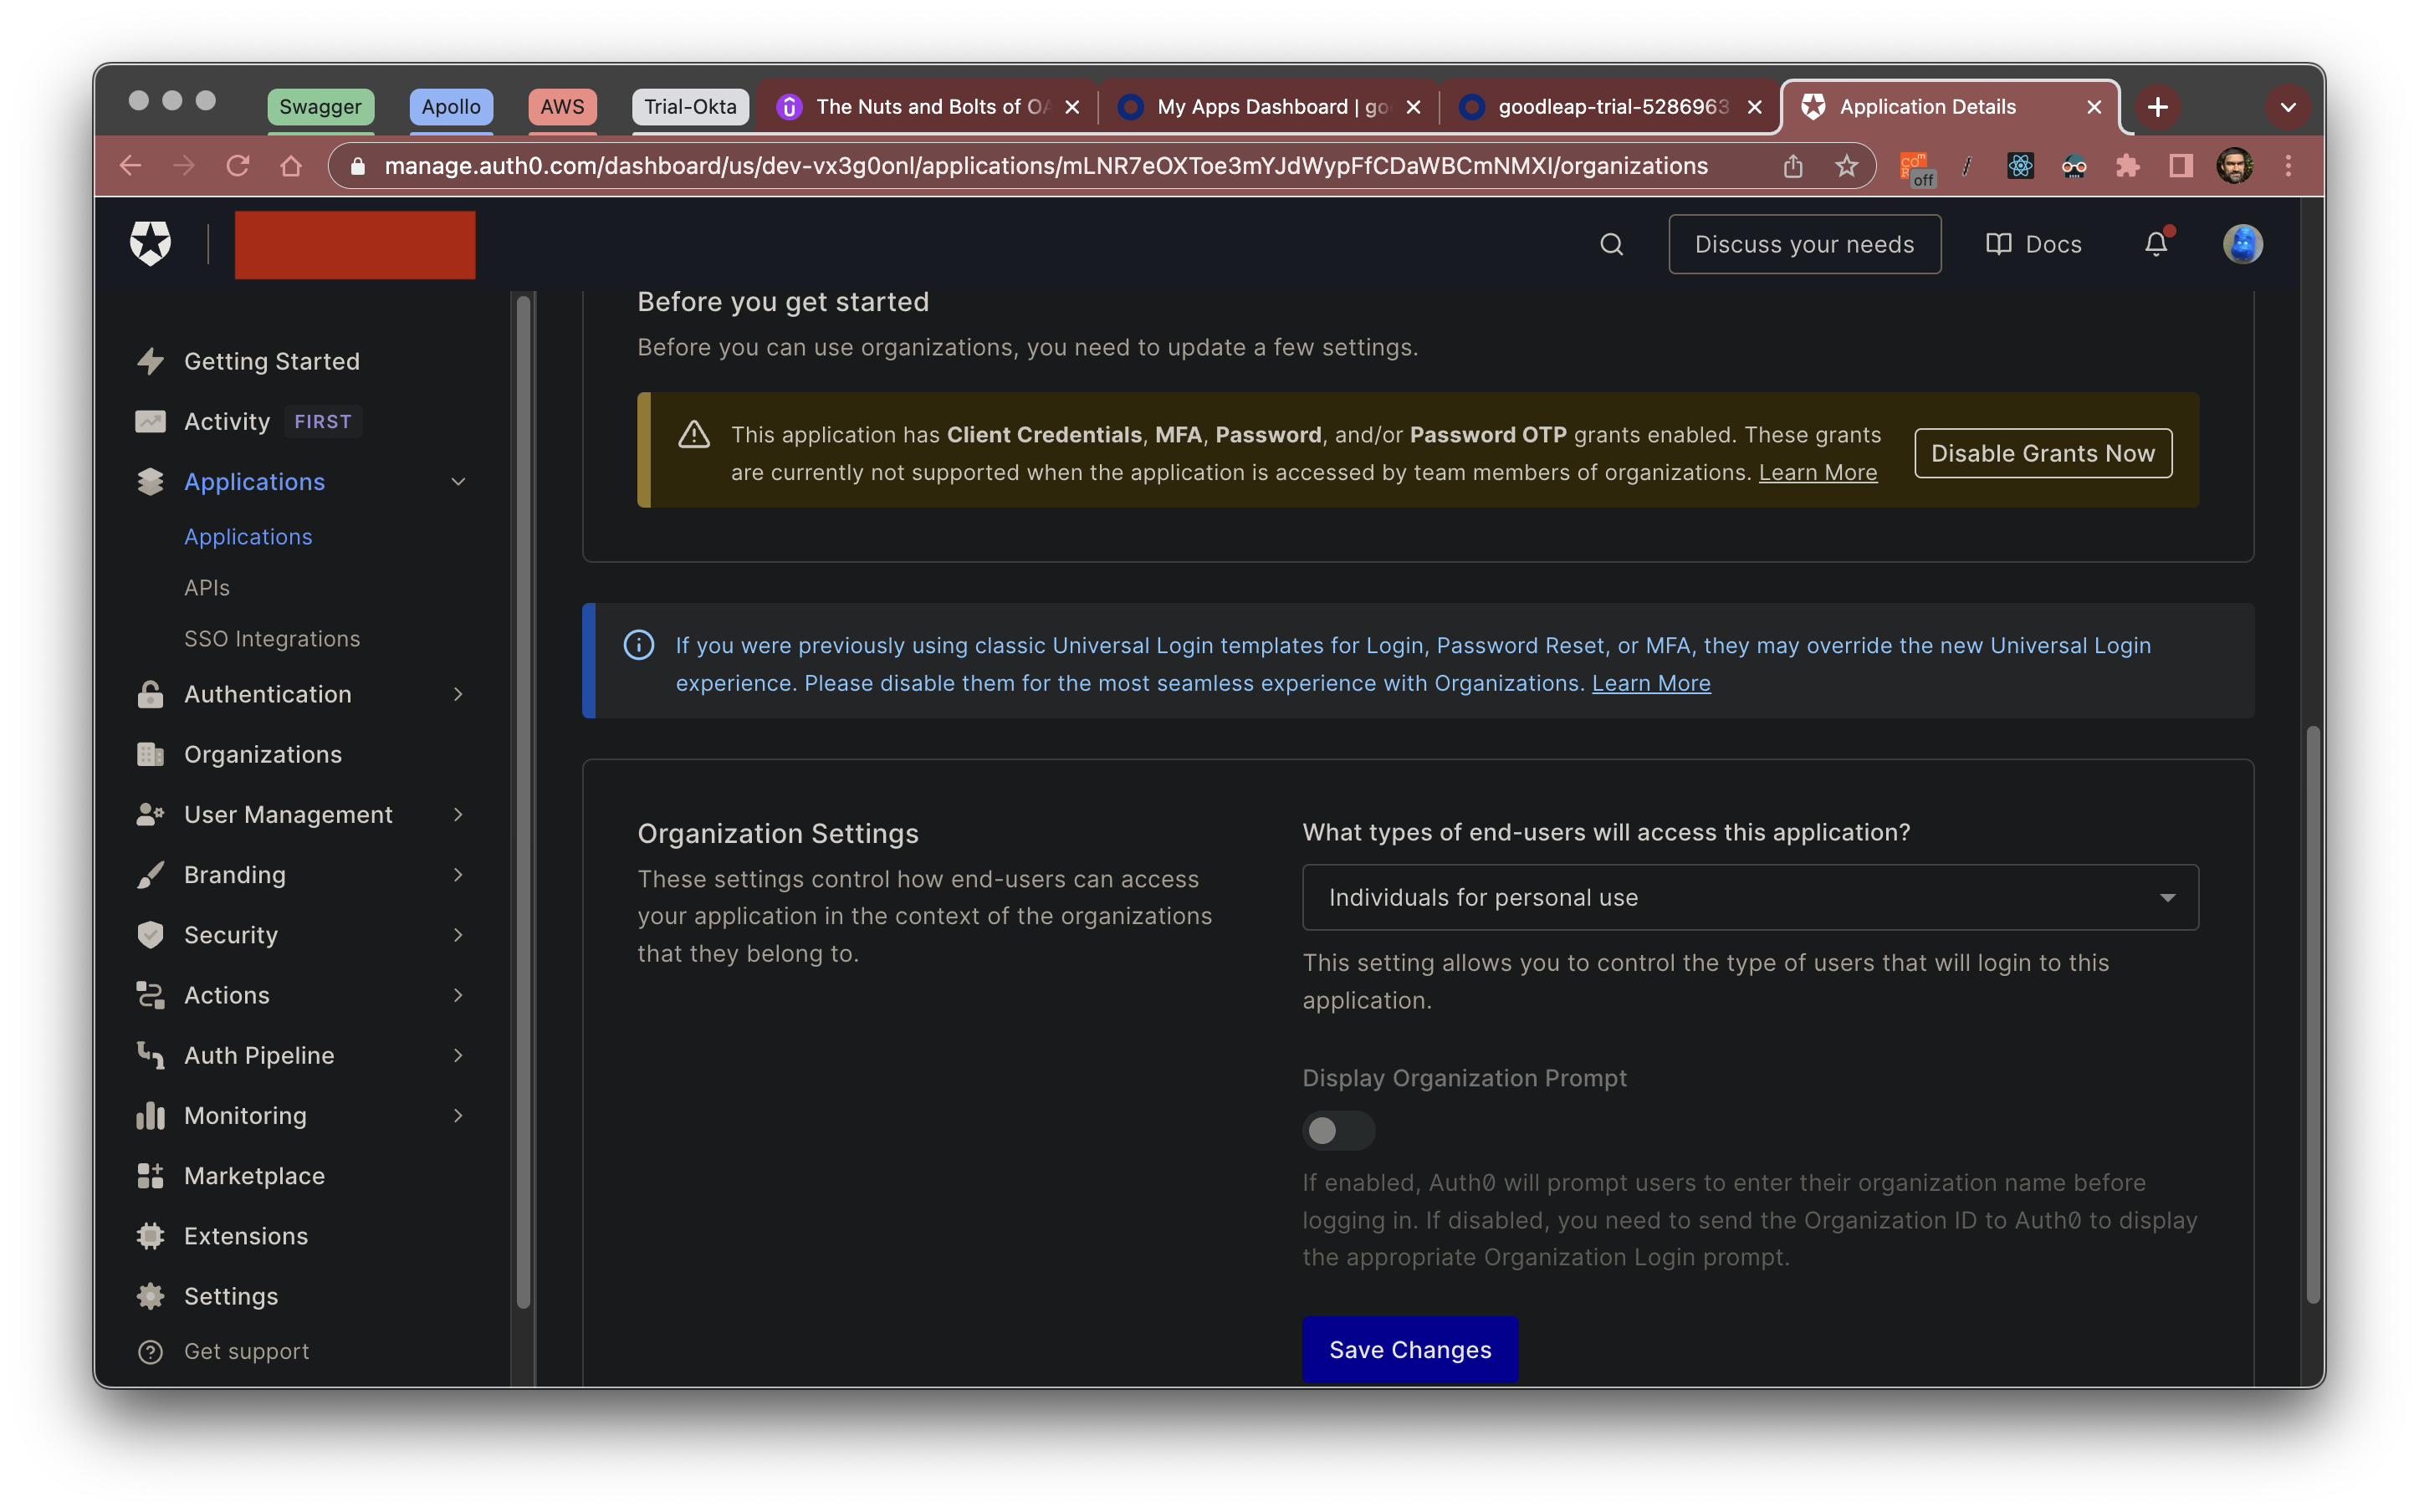 Swagger
Apollo
AWS
Trial-Okta
The Nuts and Bolts of OA
My Apps Dashboard | go
goodleap-trial-5286963
Application Details
manage.auth0.com/dashboard/us/dev-vx3g0onl/applications/mLNR7eOXToe3mYJdWypFfCDaWBCmNMXI/organizations
off
Discuss your needs
Docs
Getting Started
Activity FIRST
Applications
Applications
APIs
SSO Integrations
Authentication
Organizations
User Management
Branding
Security
Actions
Auth Pipeline
Monitoring
Marketplace
Extensions
Settings
Get support
Before you get started
Before you can use organizations, you need to update a few settings.
This application has Client Credentials, MFA, Password, and/or Password OTP grants enabled. These grants
are currently not supported when the application is accessed by team members of organizations. Learn More
Disable Grants Now
If you were previously using classic Universal Login templates for Login, Password Reset, or MFA, they may override the new Universal Login
experience. Please disable them for the most seamless experience with Organizations. Learn More
Organization Settings
These settings control how end-users can access
your application in the context of the organizations
that they belong to.
What types of end-users will access this application?
Individuals for personal use
This setting allows you to control the type of users that will login to this
application.
Display Organization Prompt
If enabled, Auth0 will prompt users to enter their organization name before
logging in. If disabled, you need to send the Organization ID to Auth0 to display
the appropriate Organization Login prompt.
Save Changes